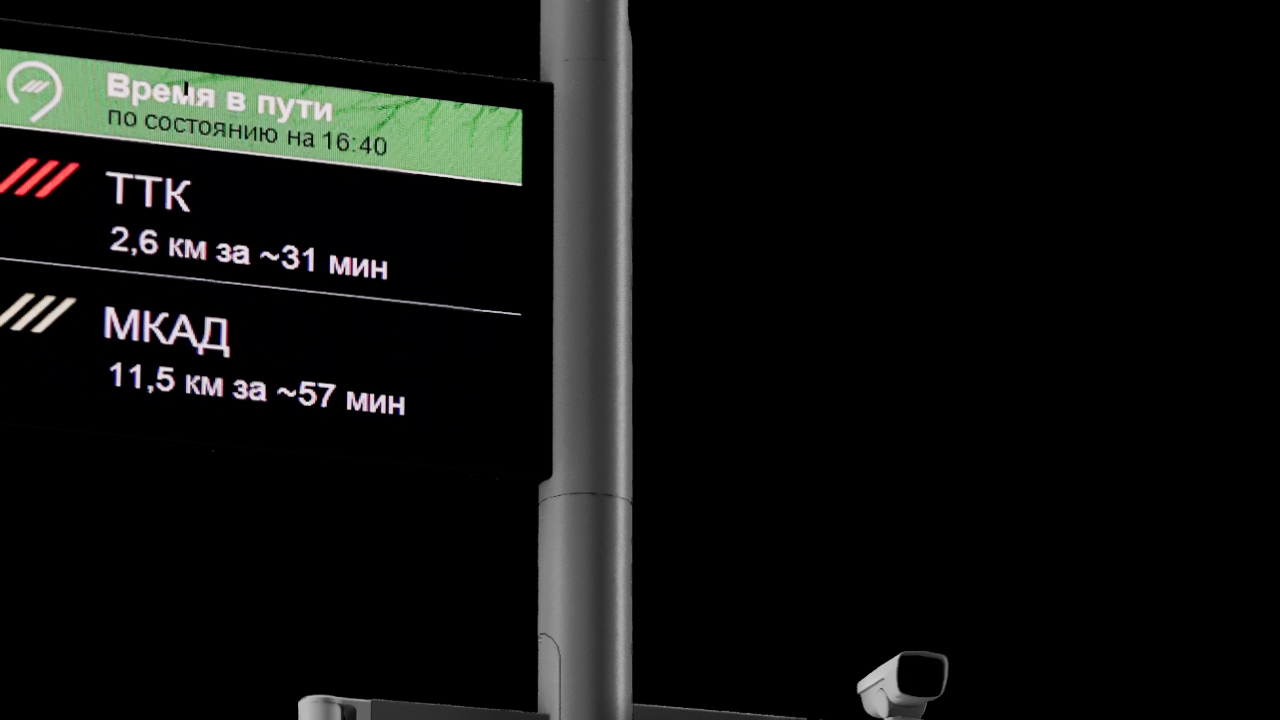 Время в пути
по состоянию на 16:40
ТТК
2,6 км за ~31 мин
МКАД
11,5 км за ~57 мин